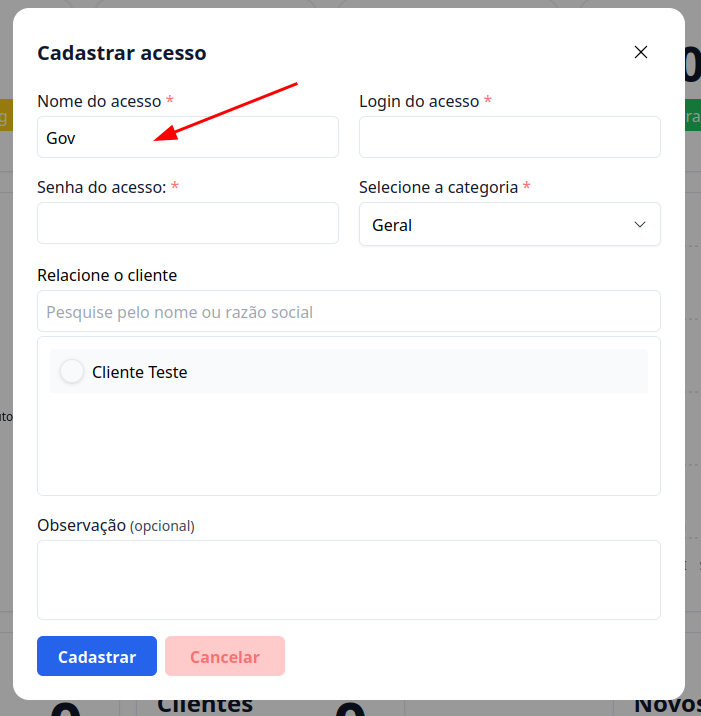 Cadastrar acesso
Nome do acesso *
Login do acesso *
Gov
Senha do acesso: *
Selecione a categoria *
Geral
Relacione o cliente
Pesquise pelo nome ou razão social
Cliente Teste
Observação (opcional)
Cadastrar
Cancelar
Clientes
0